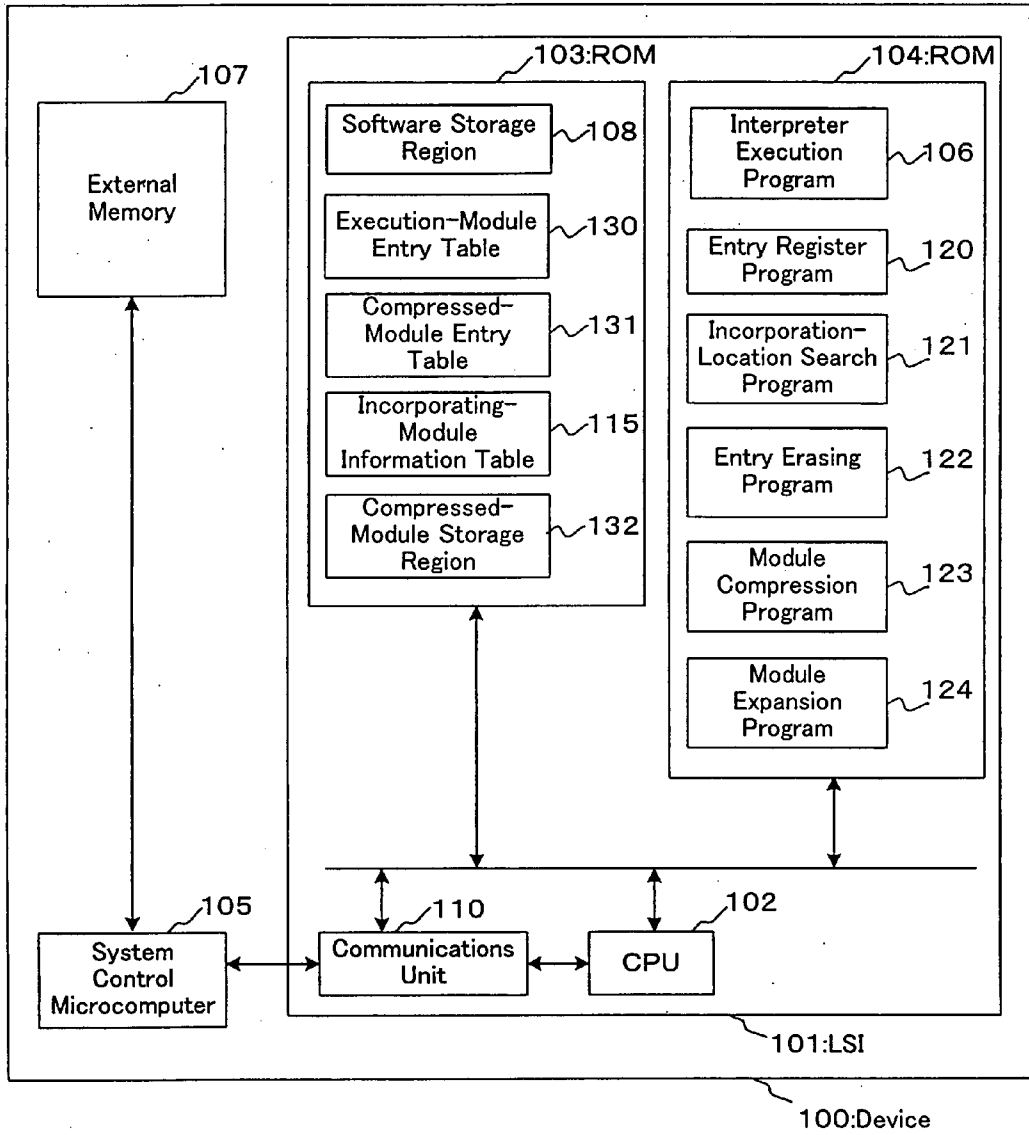 107
External
Memory
103:ROM
Software Storage
Region
108
Execution-Module
Entry Table
130
Compressed-
Module Entry
Table
131
Incorporating-
Module
Information Table
115
Compressed-
Module Storage
Region
132
104:ROM
Interpreter
Execution
Program
106
Entry Register
Program
120
Incorporation-
Location Search
Program
121
Entry Erasing
Program
122
Module
Compression
Program
123
Module
Expansion
Program
124
105
System
Control
Microcomputer
110
Communications
Unit
102
CPU
101:LSI
100:Device